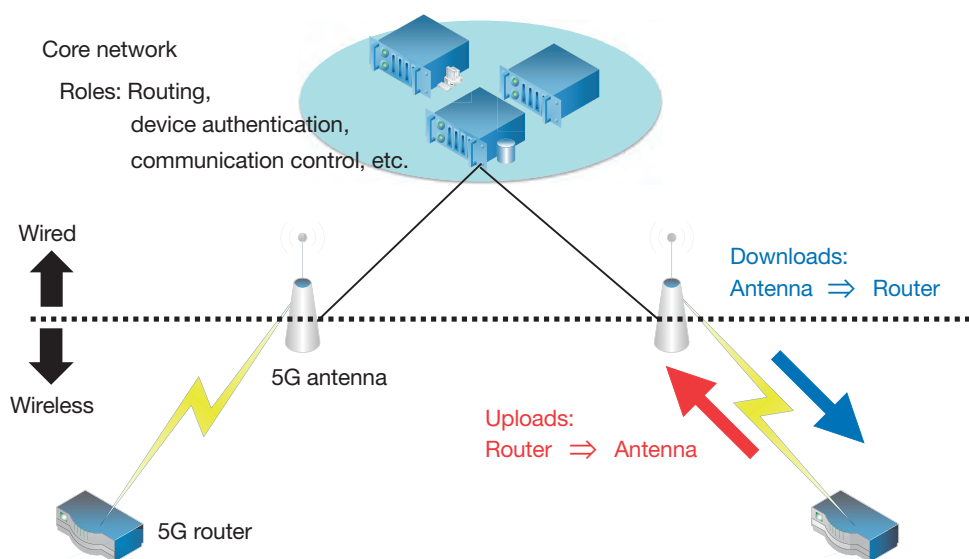 Core network
Roles: Routing,
device authentication,
communication control, etc.
Wired
Downloads:
Antenna ⇒ Router
5G antenna
Wireless
Uploads:
Router ⇒ Antenna
5G router